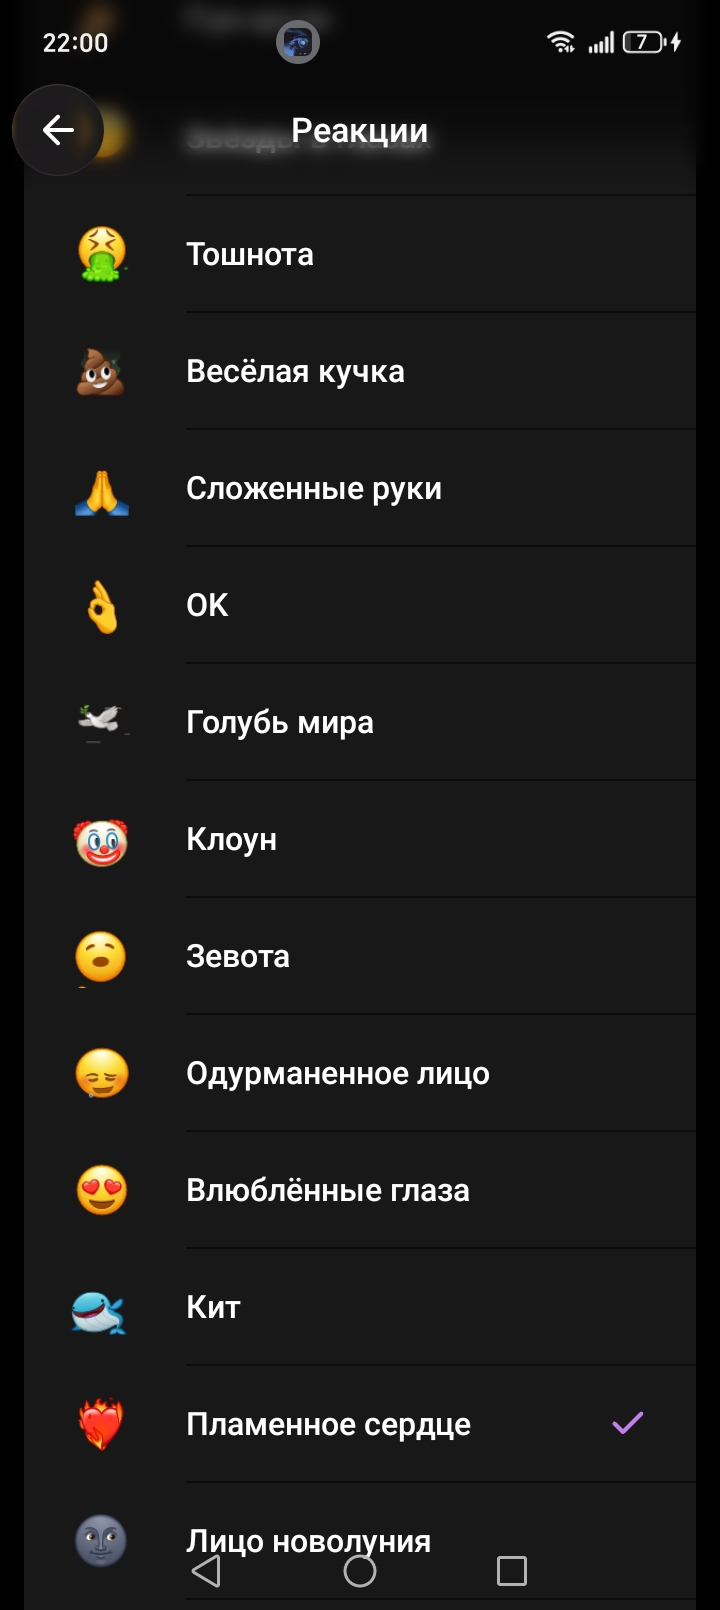 22:00
7
Реакции
Тошнота
Весёлая кучка
Сложенные руки
OK
Голубь мира
Клоун
Зевота
Одурманенное лицо
Влюблённые глаза
Кит
Пламенное сердце
Лицо новолуния